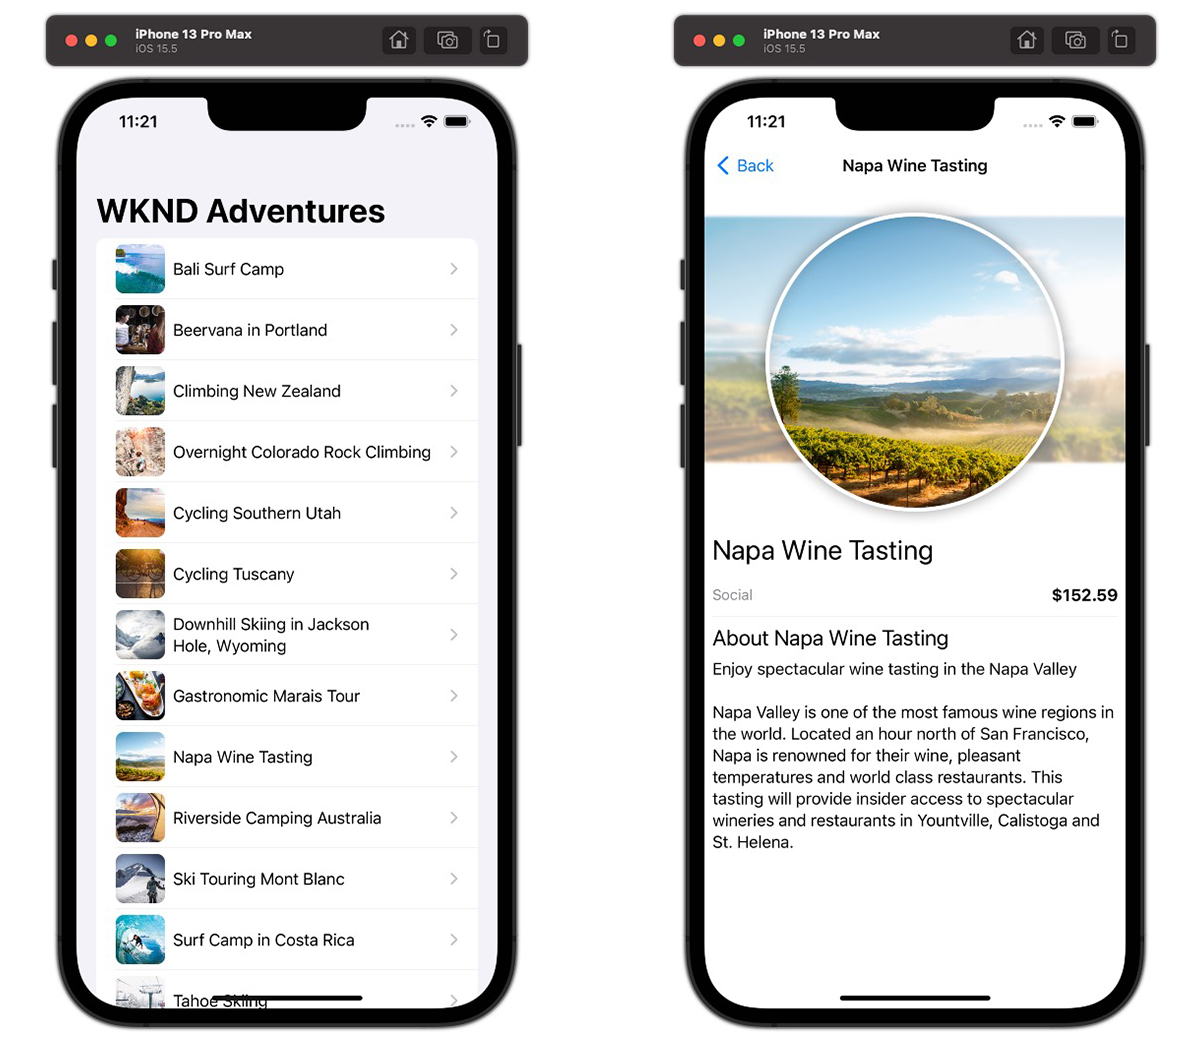 iPhone 13 Pro Max
iOS 15.5
11:21
WKND Adventures
Bali Surf Camp
Beervana in Portland
Climbing New Zealand
Overnight Colorado Rock Climbing
Cycling Southern Utah
Cycling Tuscany
Downhill Skiing in Jackson
Hole, Wyoming
Gastronomic Marais Tour
Napa Wine Tasting
Riverside Camping Australia
Ski Touring Mont Blanc
Surf Camp in Costa Rica
Tahoe Skiing
iPhone 13 Pro Max
iOS 15.5
11:21
Back
Napa Wine Tasting
Napa Wine Tasting
Social
$152.59
About Napa Wine Tasting
Enjoy spectacular wine tasting in the Napa Valley
Napa Valley is one of the most famous wine regions in
the world. Located an hour north of San Francisco,
Napa is renowned for their wine, pleasant
temperatures and world class restaurants. This
tasting will provide insider access to spectacular
wineries and restaurants in Yountville, Calistoga and
St. Helena.